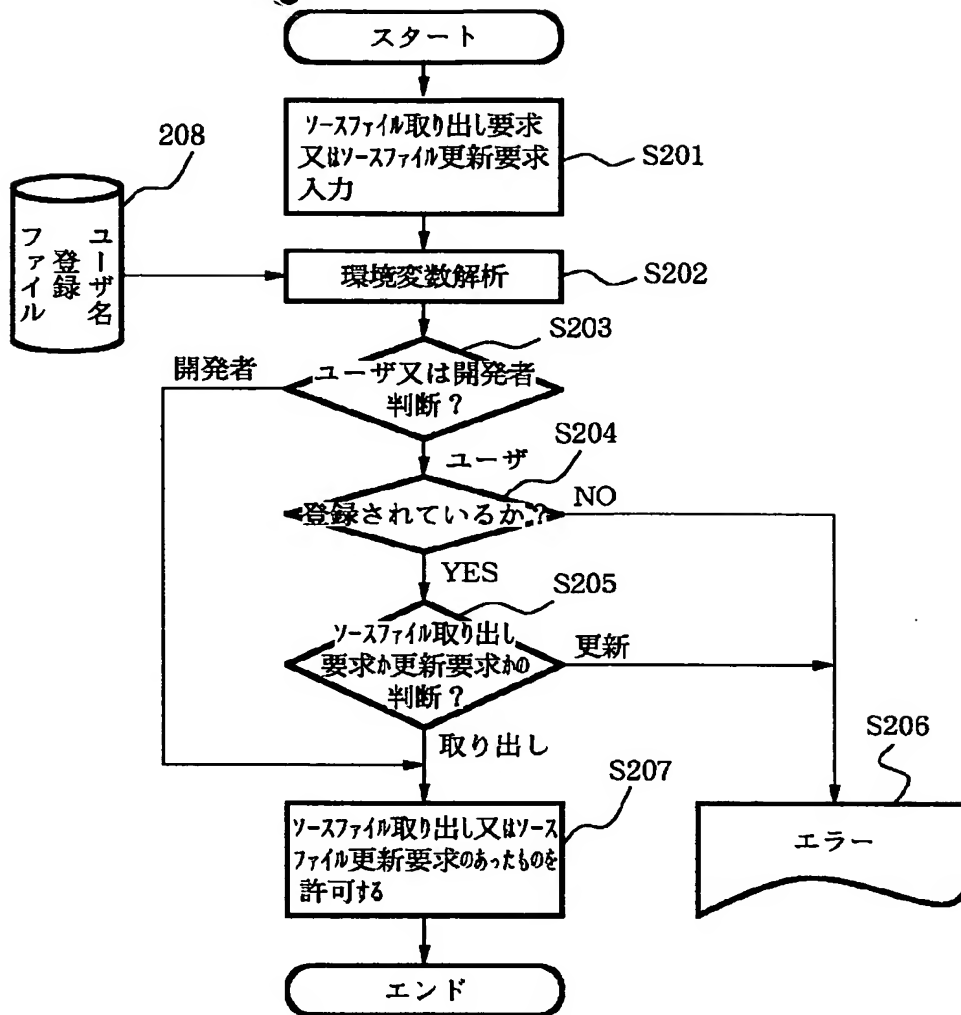 スタート
ソースファイル取り出し要求
又はソースファイル更新要求
入力
S201
208
ユーザ名
登録
ファイル
環境変数解析
S202
S203
開発者
ユーザ又は開発者
判断?
S204
ユーザ
登録されているか?
NO
YES
S205
ソースファイル取り出し
要求か更新要求かの
判断?
更新
取り出し
S206
S207
ソースファイル取り出し又はソース
ファイル更新要求のあったものを
許可する
エラー
エンド